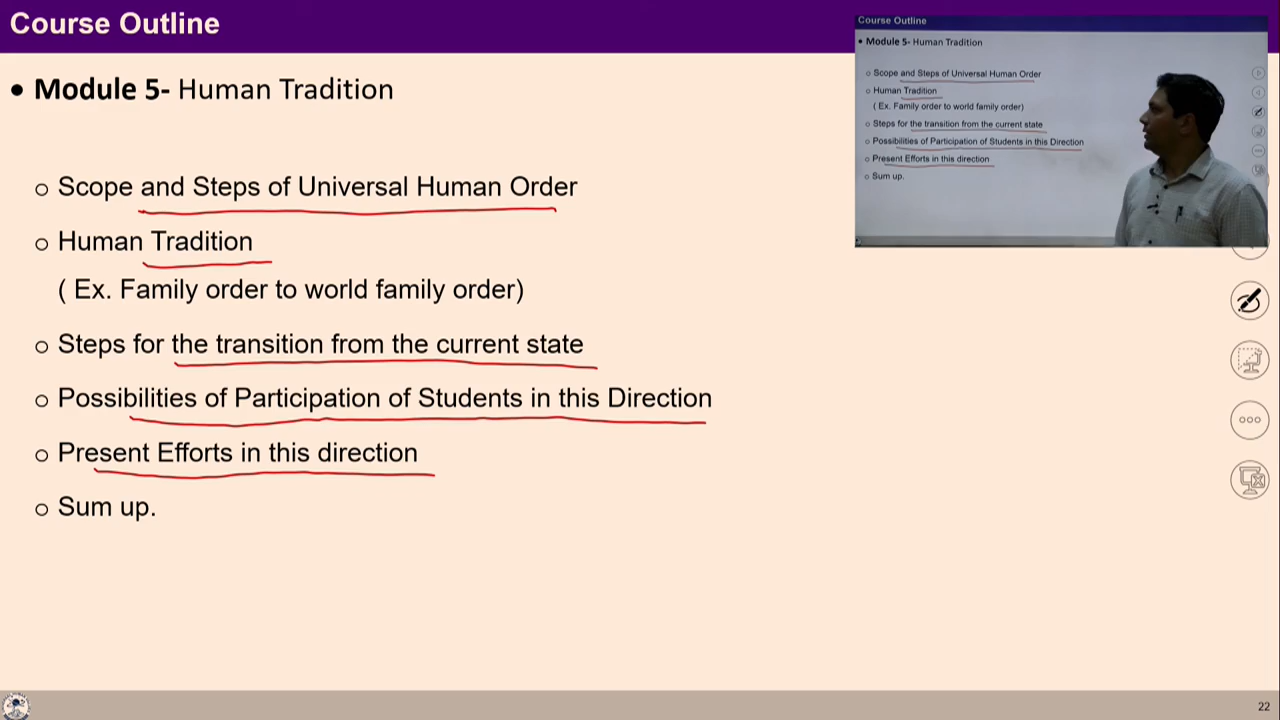 Course Outline
● Module 5- Human Tradition
o Scope and Steps of Universal Human Order
o Human Tradition
( Ex. Family order to world family order)
o Steps for the transition from the current state
o Possibilities of Participation of Students in this Direction
o Present Efforts in this direction
o Sum up.
Course Outline
• Module 5- Human Tradition
o Scope and Steps of Universal Human Order
o Human Tradition
( Ex. Family order to world family order)
o Steps for the transition from the current state
o Possibilities of Participation of Students in this Direction
o Present Efforts in this direction
o Sum up.
22